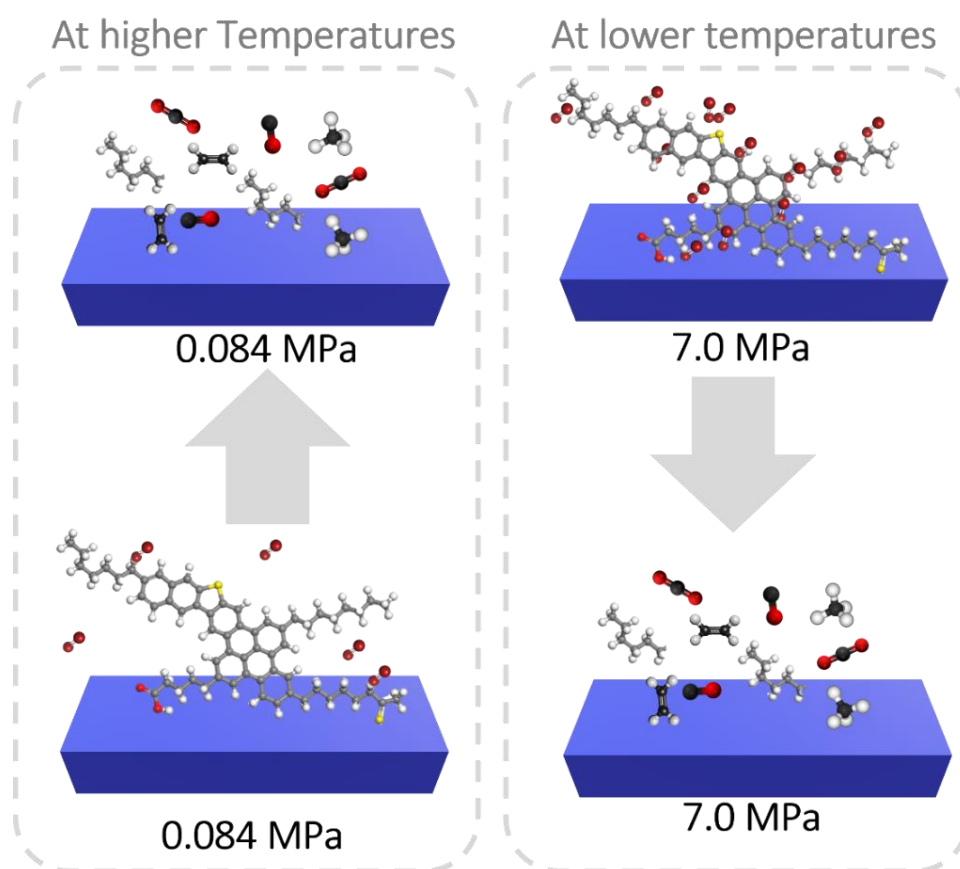 At higher Temperatures
At lower temperatures
0.084 MPa
7.0 MPa
0.084 MPa
7.0 MPa